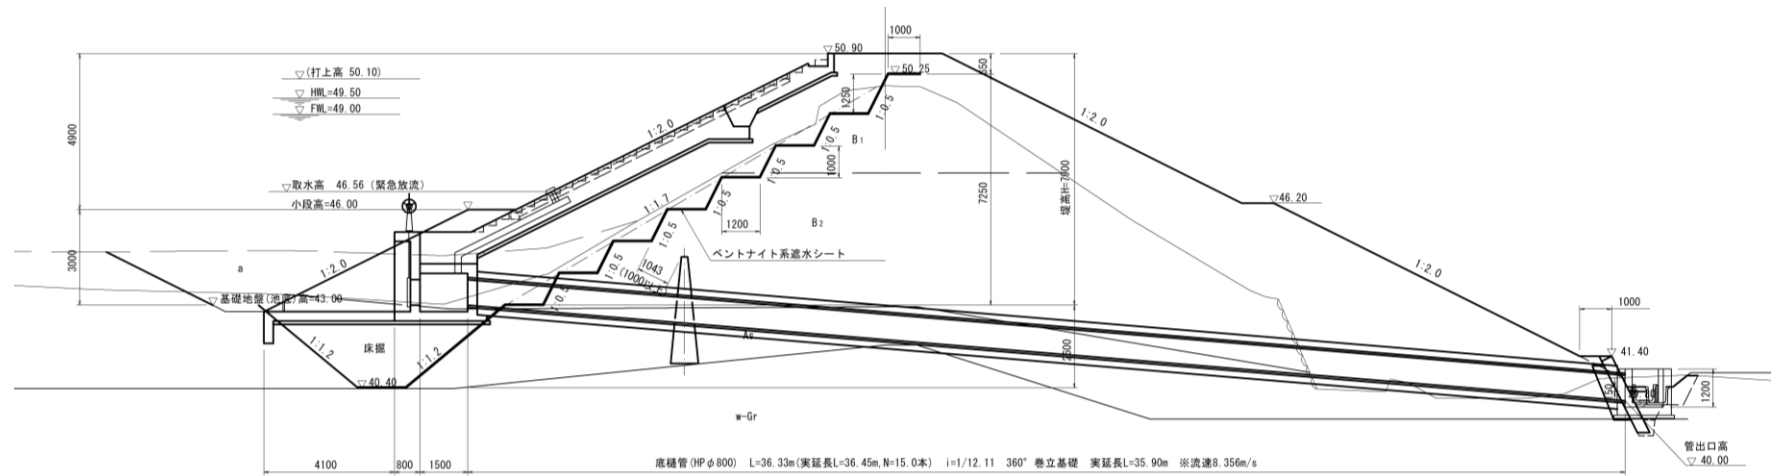 1000
▽50.90
▽(打上高 50.10)
▽50.25
650
▽ HWL=49.50
▽ FWL=49.00
1250
1:0.5
1:2.0
1:2.0
4900
1:0.5
B1
1000
1:0.5
▽取水高 46.56 (緊急放流)
1:1.7
1:0.5
7250
堤高H=7900
小段高=46.00
▽46.20
1200
B2
1:0.5
ベントナイト系遮水シート
3000
a
1:2.0
1:0.5
1043
(1000以上)
1:2.0
1:0.5
▽基礎地盤(池底)高=43.00
1000
As
1:1.2
床掘
1:1.2
2600
▽41.40
▽40.40
1200
w-Gr
管出口高
▽ 40.00
4100
800
1500
底樋管(HPφ800) L=36.33m(実延長L=36.45m,N=15.0本) i=1/12.11 360° 巻立基礎 実延長L=35.90m ※流速8.356m/s